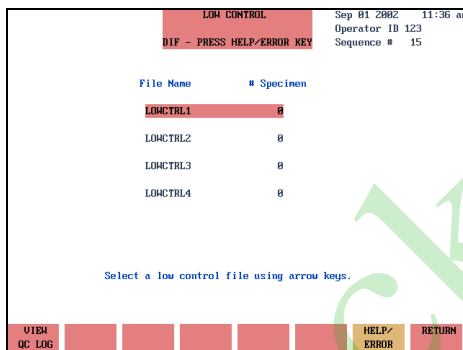 LOW CONTROL Sep 01 2002 11:36 a
Operator ID 123
DIF - PRESS HELP/ERROR KEY Sequence # 15
File Name # Specimen
LOWCTRL1 0
LOWCTRL2 0
LOWCTRL3 0
LOWCTRL4 0
Select a low control file using arrow keys.
VIEW QC LOG
HELP/ ERROR
RETURN